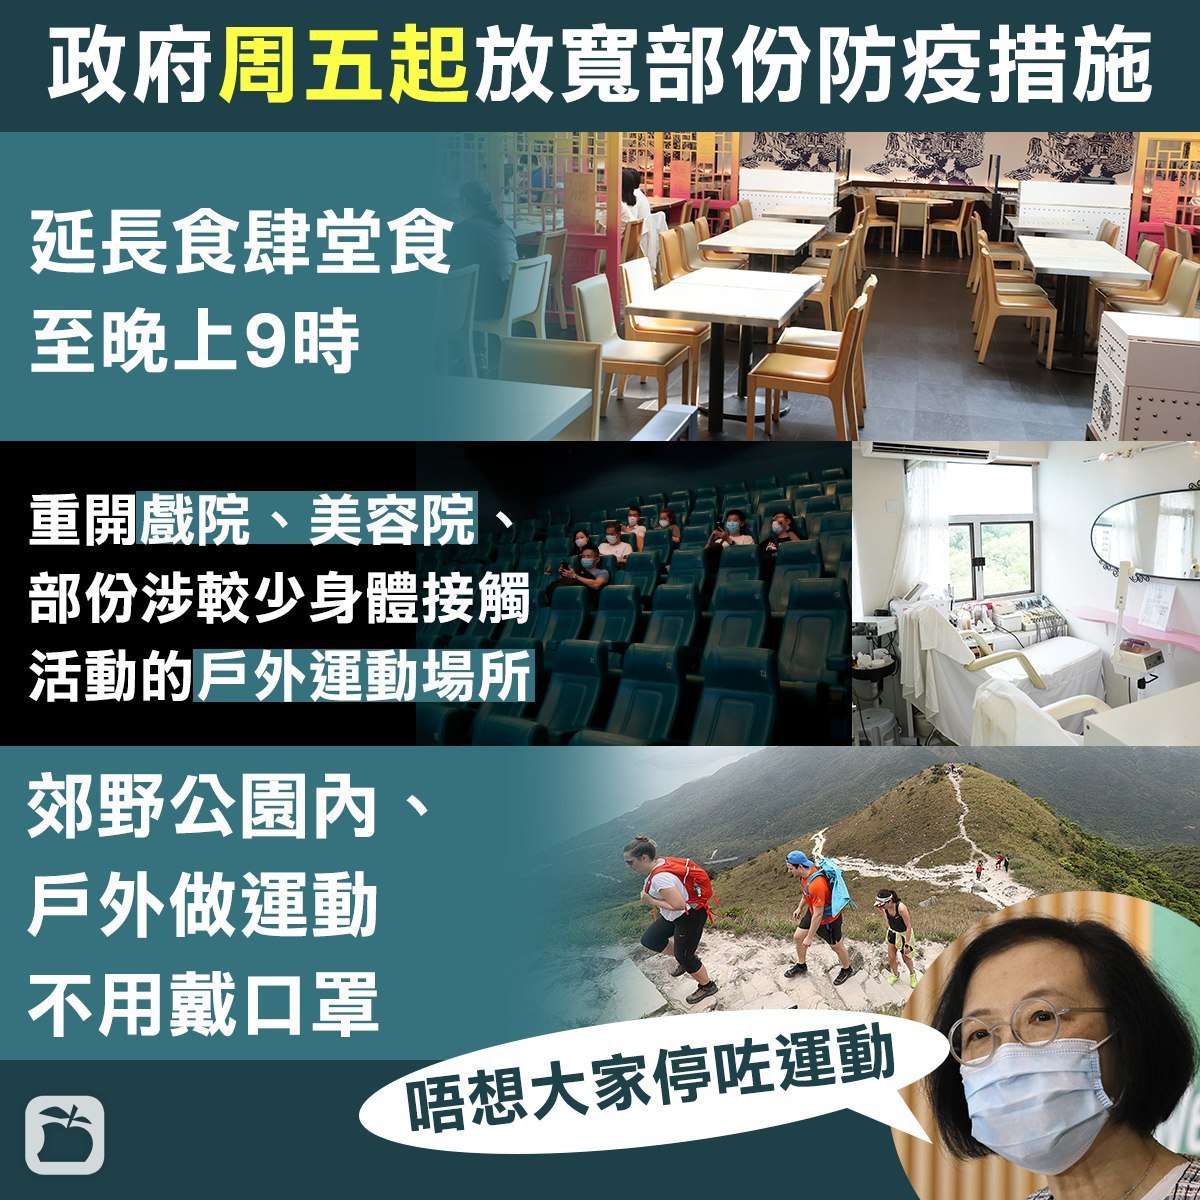 政府周五起放寬部份防疫措施
延長食肆堂食
至晚上9時
重開戲院、美容院、
部份涉較少身體接觸
活動的戶外運動場所
郊野公園內、
戶外做運動
不用戴口罩
唔想大家停咗運動